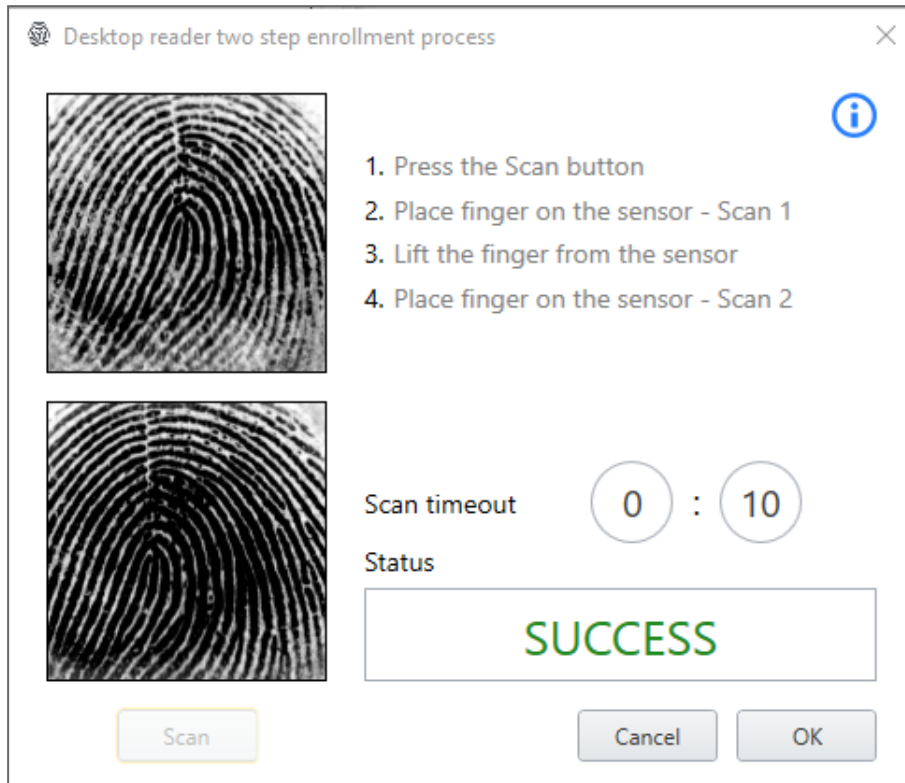 Desktop reader two step enrollment process
1. Press the Scan button
2. Place finger on the sensor - Scan 1
3. Lift the finger from the sensor
4. Place finger on the sensor - Scan 2
Scan timeout 0 : 10
Status
SUCCESS
Scan Cancel OK